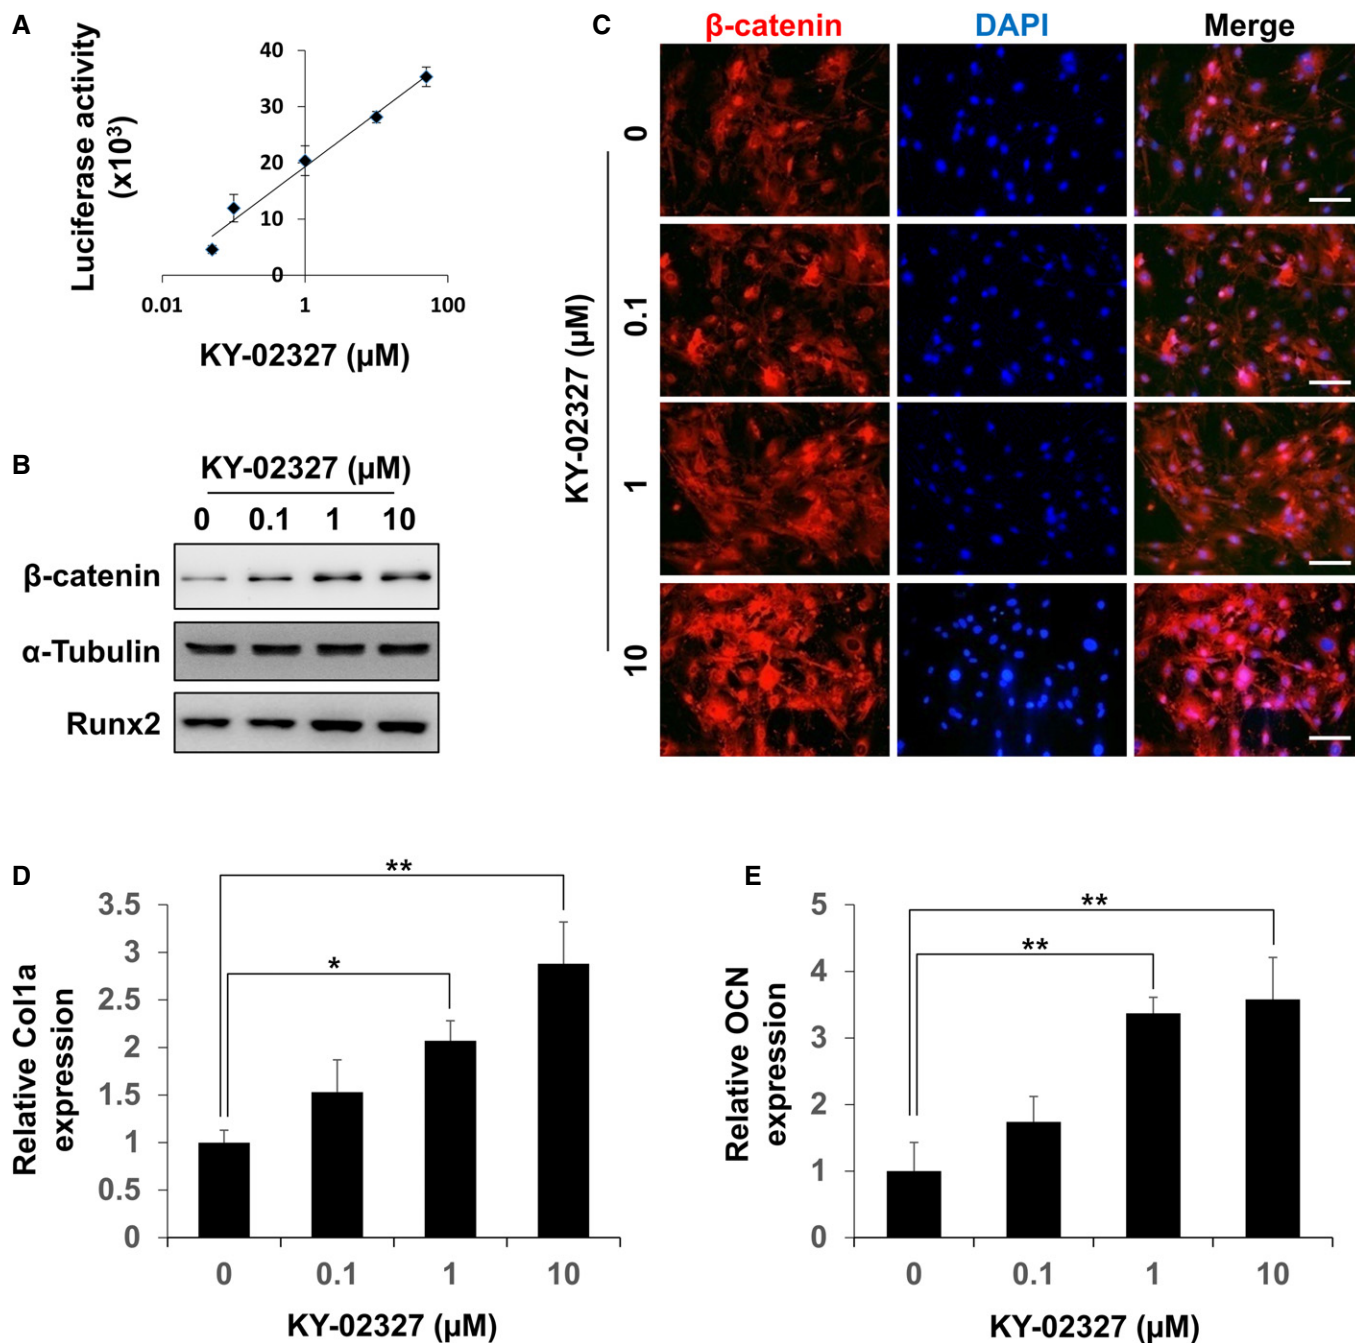 A
Luciferase activity
(x10³)
40
30
20
10
0
0.01
1
100
KY-02327 (µM)
B
KY-02327 (µM)
0 0.1 1 10
β-catenin
α-Tubulin
Runx2
C
β-catenin DAPI Merge
KY-02327 (µM)
0
0.1
1
10
D
Relative Col1a
expression
3.5
3
2.5
2
1.5
1
0.5
0
**
*
0 0.1 1 10
KY-02327 (µM)
E
Relative OCN
expression
5
4
3
2
1
0
**
**
0 0.1 1 10
KY-02327 (µM)